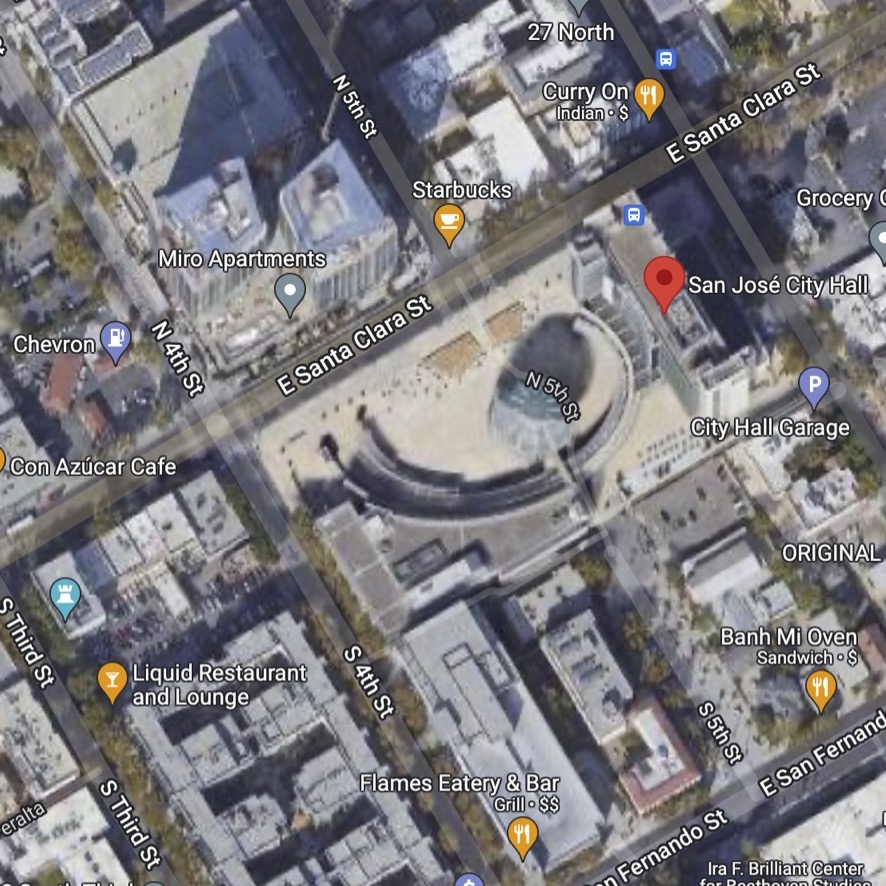 27 North
Curry On
Indian • $
E Santa Clara St
N 5th St
Starbucks
Grocery
San José City Hall
Miro Apartments
E Santa Clara St
Chevron
N 4th St
N 5th St
P
City Hall Garage
Con Azúcar Cafe
ORIGINAL
S Third St
Banh Mi Oven
Sandwich • $
Liquid Restaurant
and Lounge
S 4th St
S 5th St
E San Fernand
Flames Eatery & Bar
Grill • $$
S Third St
eralta
an Fernando St
Ira F. Brilliant Center
for Beethoven Studies